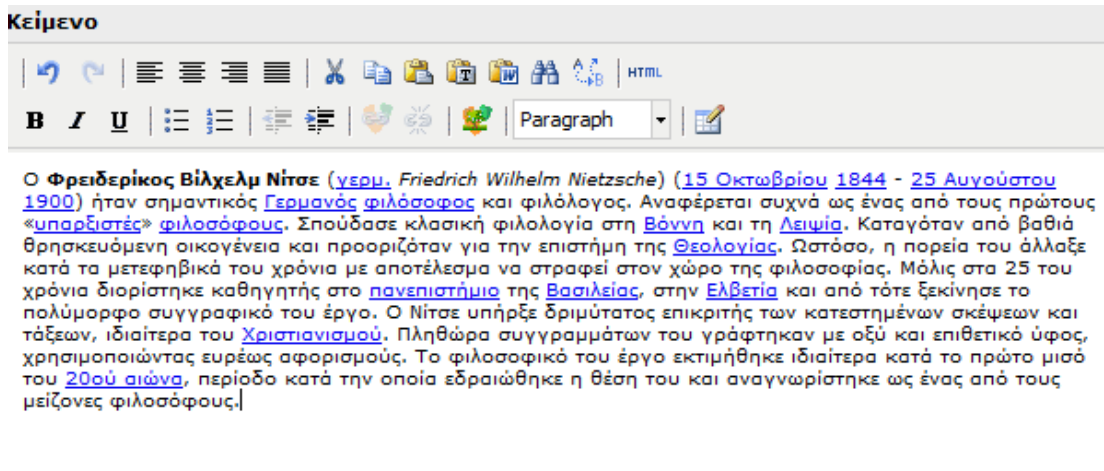 Κείμενο
HTML
B I U Paragraph
Ο Φρειδερίκος Βίλχελμ Νίτσε (γερμ. Friedrich Wilhelm Nietzsche) (15 Οκτωβρίου 1844 - 25 Αυγούστου
1900) ήταν σημαντικός Γερμανός φιλόσοφος και φιλόλογος. Αναφέρεται συχνά ως ένας από τους πρώτους
«υπαρξιστές» φιλοσόφους. Σπούδασε κλασική φιλολογία στη Βόννη και τη Λειψία. Καταγόταν από βαθιά
θρησκευόμενη οικογένεια και προοριζόταν για την επιστήμη της Θεολογίας. Ωστόσο, η πορεία του άλλαξε
κατά τα μετεφηβικά του χρόνια με αποτέλεσμα να στραφεί στον χώρο της φιλοσοφίας. Μόλις στα 25 του
χρόνια διορίστηκε καθηγητής στο πανεπιστήμιο της Βασιλείας, στην Ελβετία και από τότε ξεκίνησε το
πολύμορφο συγγραφικό του έργο. Ο Νίτσε υπήρξε δριμύτατος επικριτής των κατεστημένων σκέψεων και
τάξεων, ιδιαίτερα του Χριστιανισμού. Πληθώρα συγγραμμάτων του γράφτηκαν με οξύ και επιθετικό ύφος,
χρησιμοποιώντας ευρέως αφορισμούς. Το φιλοσοφικό του έργο εκτιμήθηκε ιδιαίτερα κατά το πρώτο μισό
του 20ού αιώνα, περίοδο κατά την οποία εδραιώθηκε η θέση του και αναγνωρίστηκε ως ένας από τους
μείζονες φιλοσόφους.